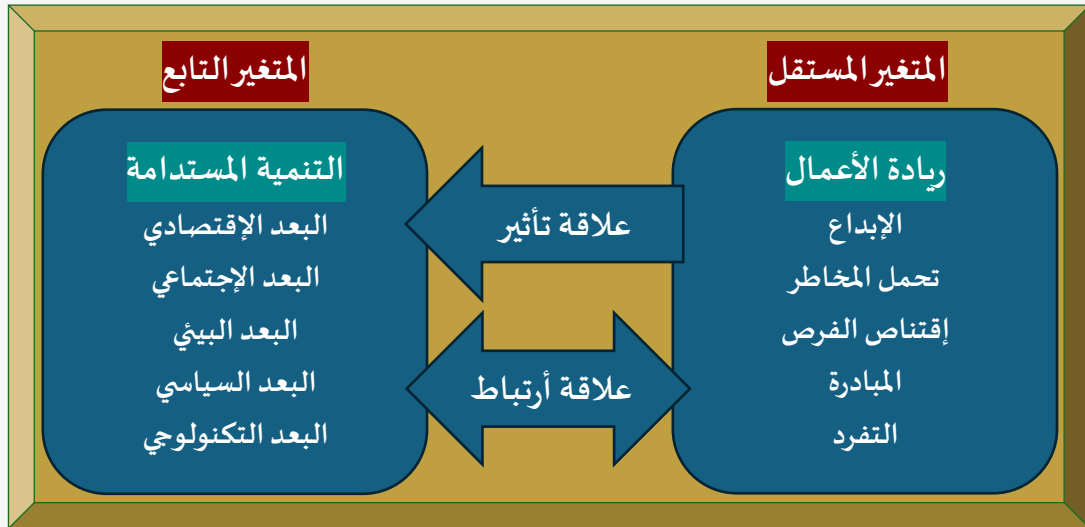 المتغير المستقل
ريادة الأعمال
الإبداع
تحمل المخاطر
إقتناص الفرص
المبادرة
التفرد
علاقة تأثير
علاقة أرتباط
المتغير التابع
التنمية المستدامة
البعد الإقتصادي
البعد الإجتماعي
البعد البيئي
البعد السياسي
البعد التكنولوجي